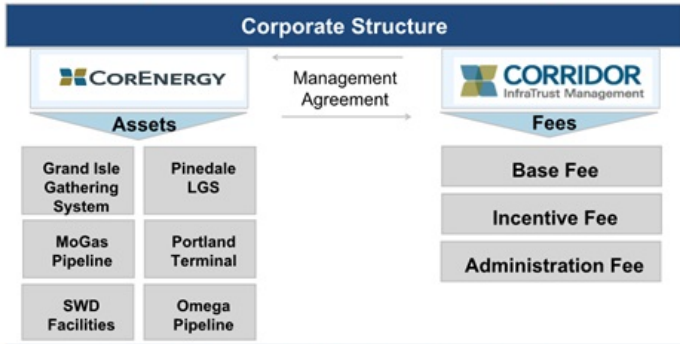 Corporate Structure
CORENERGY
Management
Agreement
CORRIDOR
InfraTrust Management
Assets
Fees
Grand Isle
Gathering
System
Pinedale
LGS
MoGas
Pipeline
Portland
Terminal
SWD
Facilities
Omega
Pipeline
Base Fee
Incentive Fee
Administration Fee